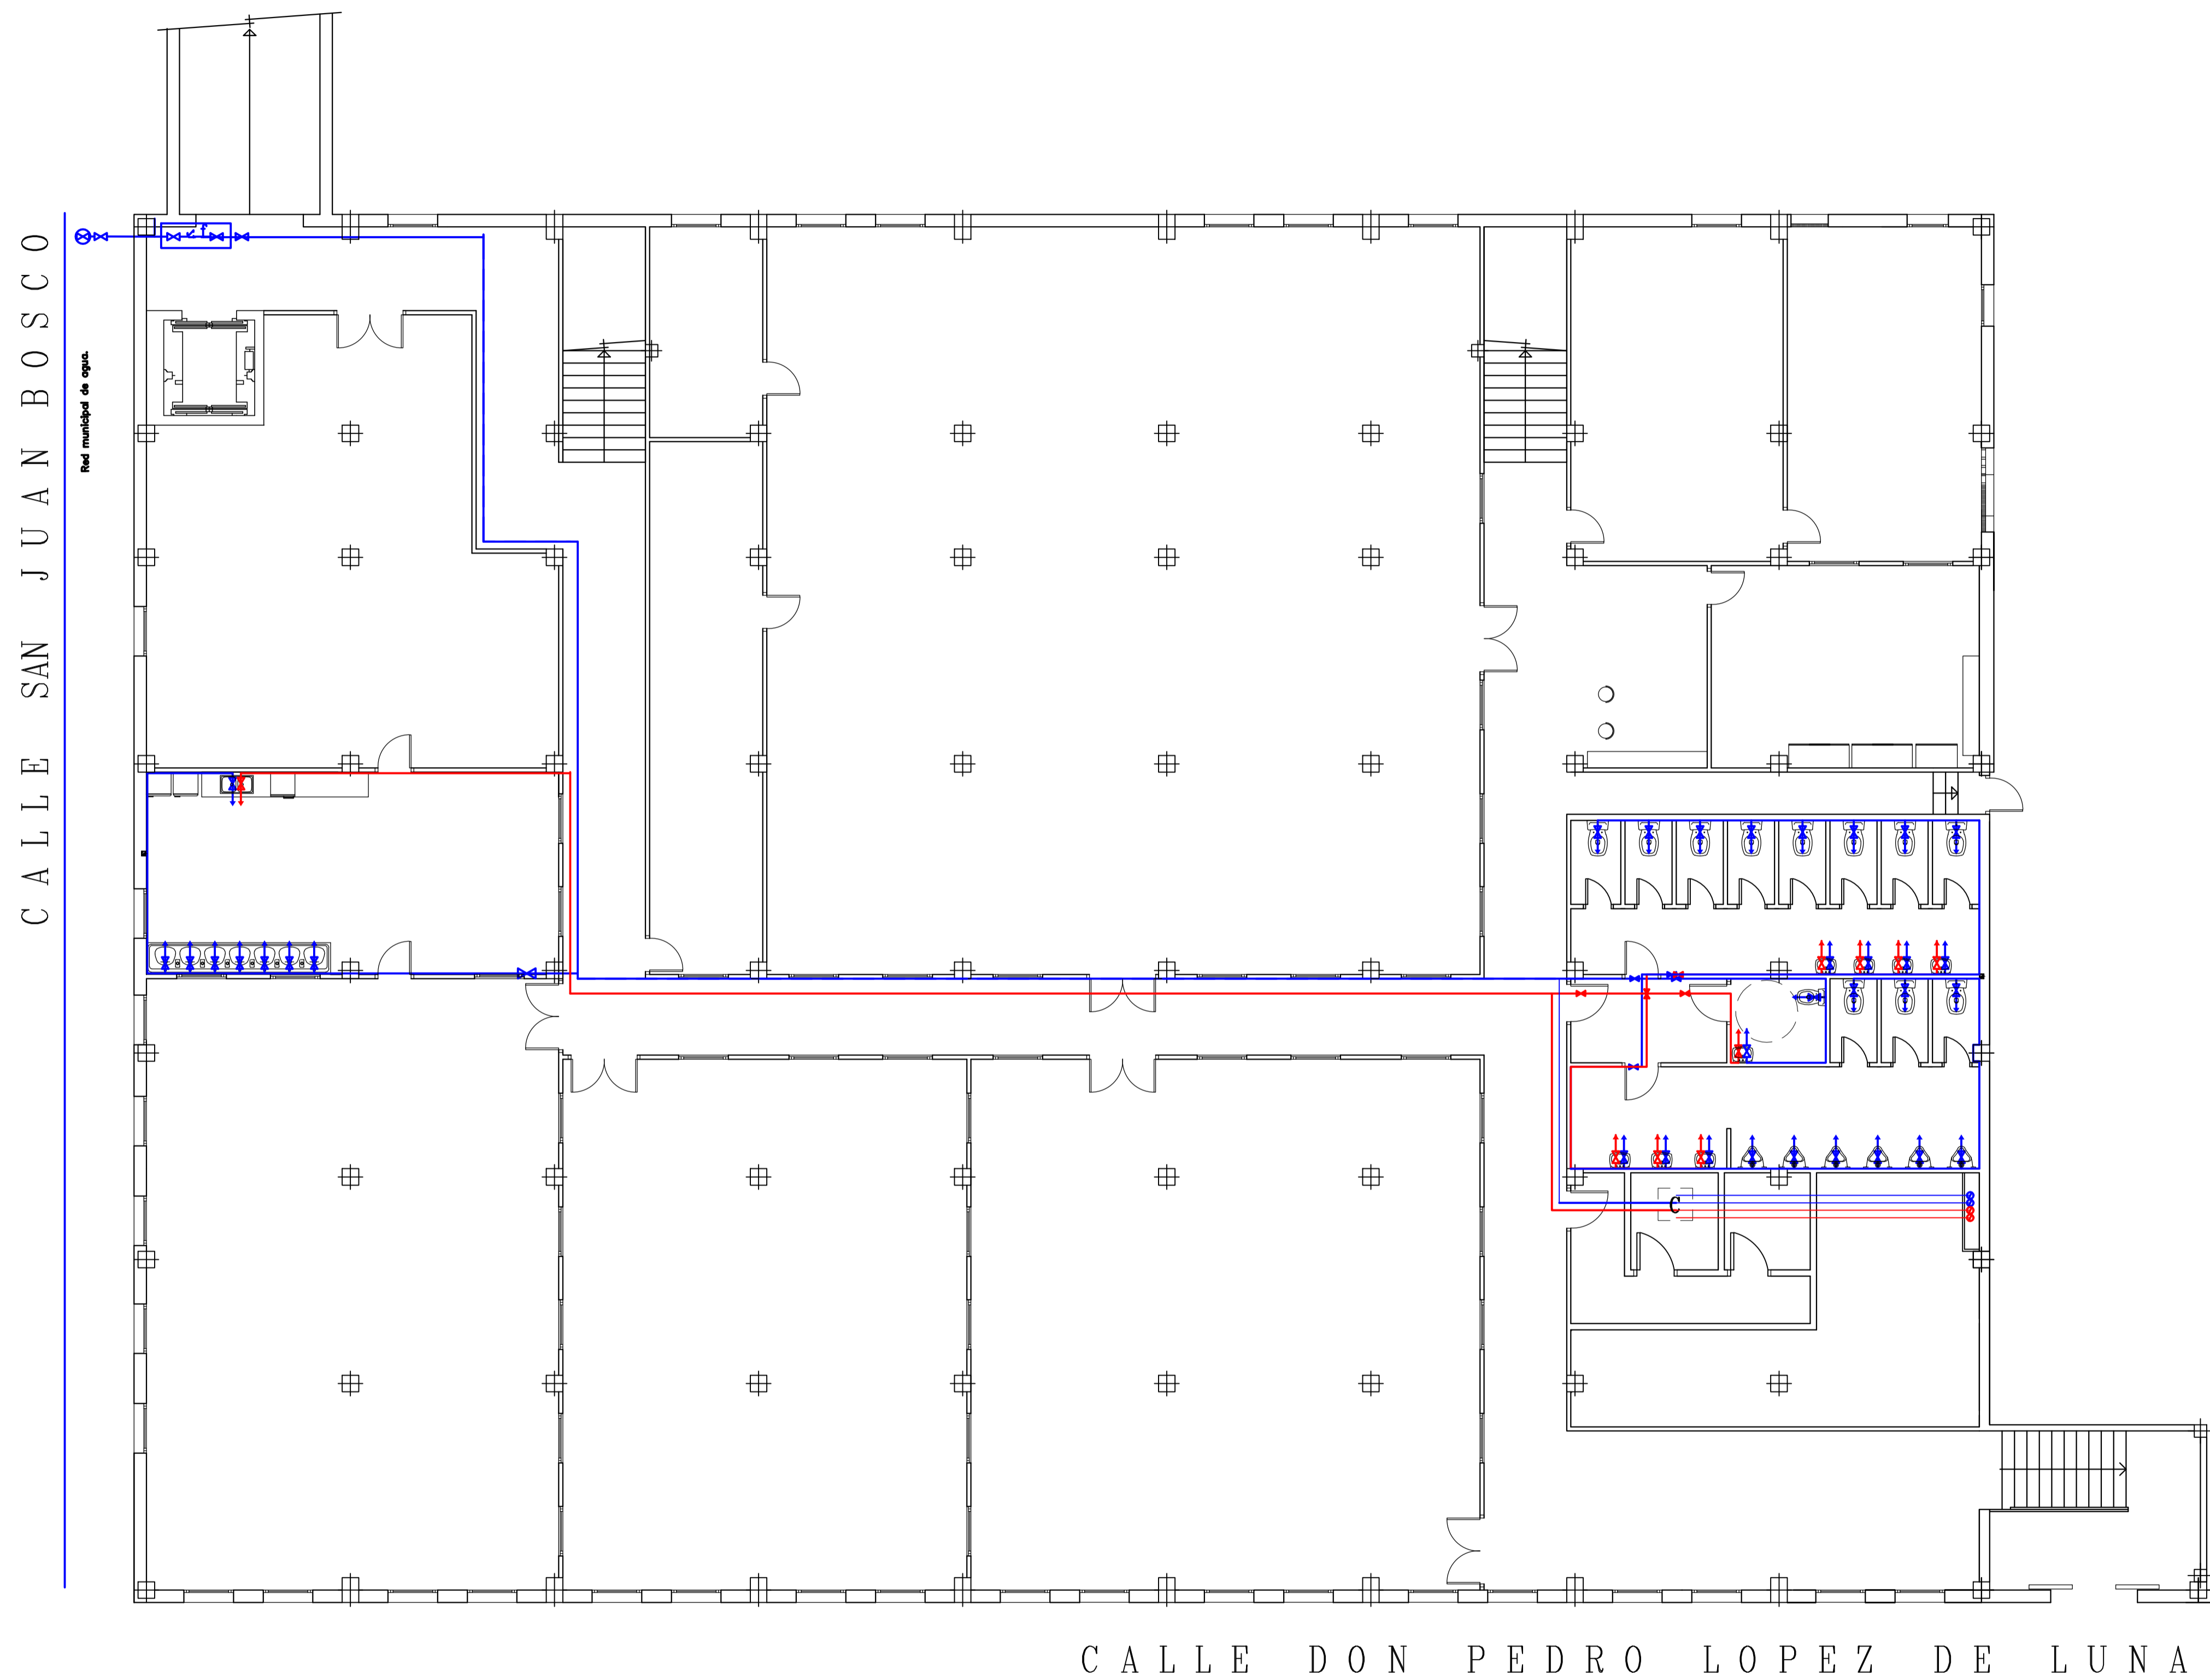 CALLE SAN JUAN BOSCO
Red municipal de agua.
C
CALLE DON PEDRO LOPEZ DE LUNA